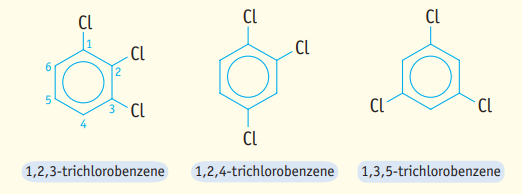 Cl
1
Cl
2
3
Cl
4
5
6
1,2,3-trichlorobenzene
Cl
Cl
Cl
1,2,4-trichlorobenzene
Cl
Cl
Cl
1,3,5-trichlorobenzene